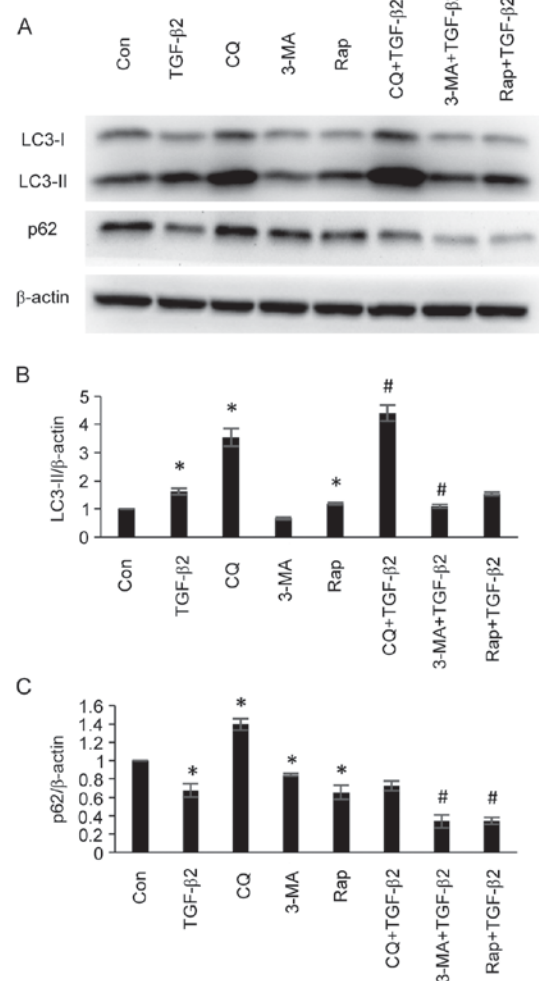 A
Con
TGF-β2
CQ
3-MA
Rap
CQ+TGF-β2
3-MA+TGF-β
Rap+TGF-β2
LC3-I
LC3-II
p62
β-actin
B
LC3-II/β-actin
5
4
3
2
1
0
*
*
*
#
#
Con
TGF-β2
CQ
3-MA
Rap
CQ+TGF-β2
3-MA+TGF-β2
Rap+TGF-β2
C
p62/β-actin
1.6
1.4
1.2
1
0.8
0.6
0.4
0.2
0
*
*
*
*
#
#
Con
TGF-β2
CQ
3-MA
Rap
CQ+TGF-β2
3-MA+TGF-β2
Rap+TGF-β2